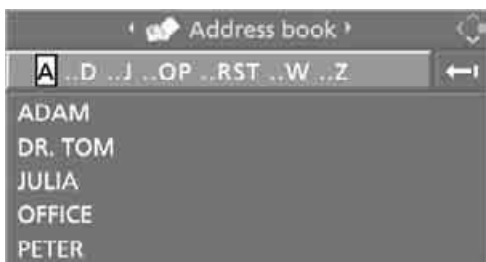 Address book
A ..D ..J ..OP ..RST ..W ..Z
ADAM
DR. TOM
JULIA
OFFICE
PETER